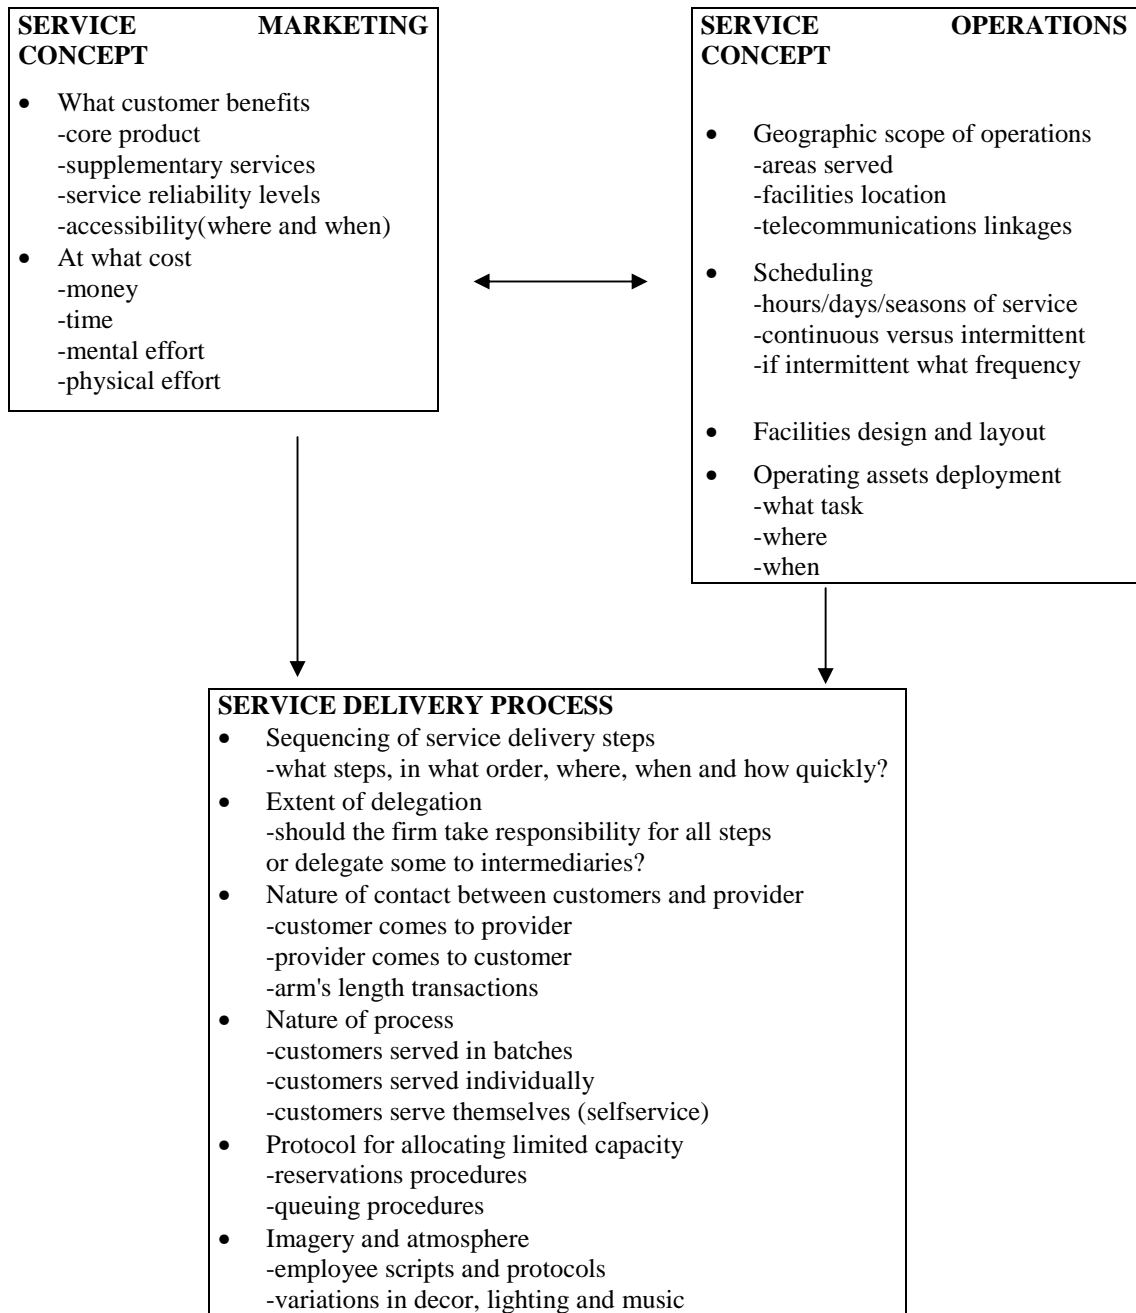 SERVICE MARKETING
CONCEPT
• What customer benefits
-core product
-supplementary services
-service reliability levels
-accessibility(where and when)
• At what cost
-money
-time
-mental effort
-physical effort
SERVICE OPERATIONS
CONCEPT
• Geographic scope of operations
-areas served
-facilities location
-telecommunications linkages
• Scheduling
-hours/days/seasons of service
-continuous versus intermittent
-if intermittent what frequency
• Facilities design and layout
• Operating assets deployment
-what task
-where
-when
SERVICE DELIVERY PROCESS
• Sequencing of service delivery steps
-what steps, in what order, where, when and how quickly?
• Extent of delegation
-should the firm take responsibility for all steps
or delegate some to intermediaries?
• Nature of contact between customers and provider
-customer comes to provider
-provider comes to customer
-arm's length transactions
• Nature of process
-customers served in batches
-customers served individually
-customers serve themselves (selfservice)
• Protocol for allocating limited capacity
-reservations procedures
-queuing procedures
• Imagery and atmosphere
-employee scripts and protocols
-variations in decor, lighting and music